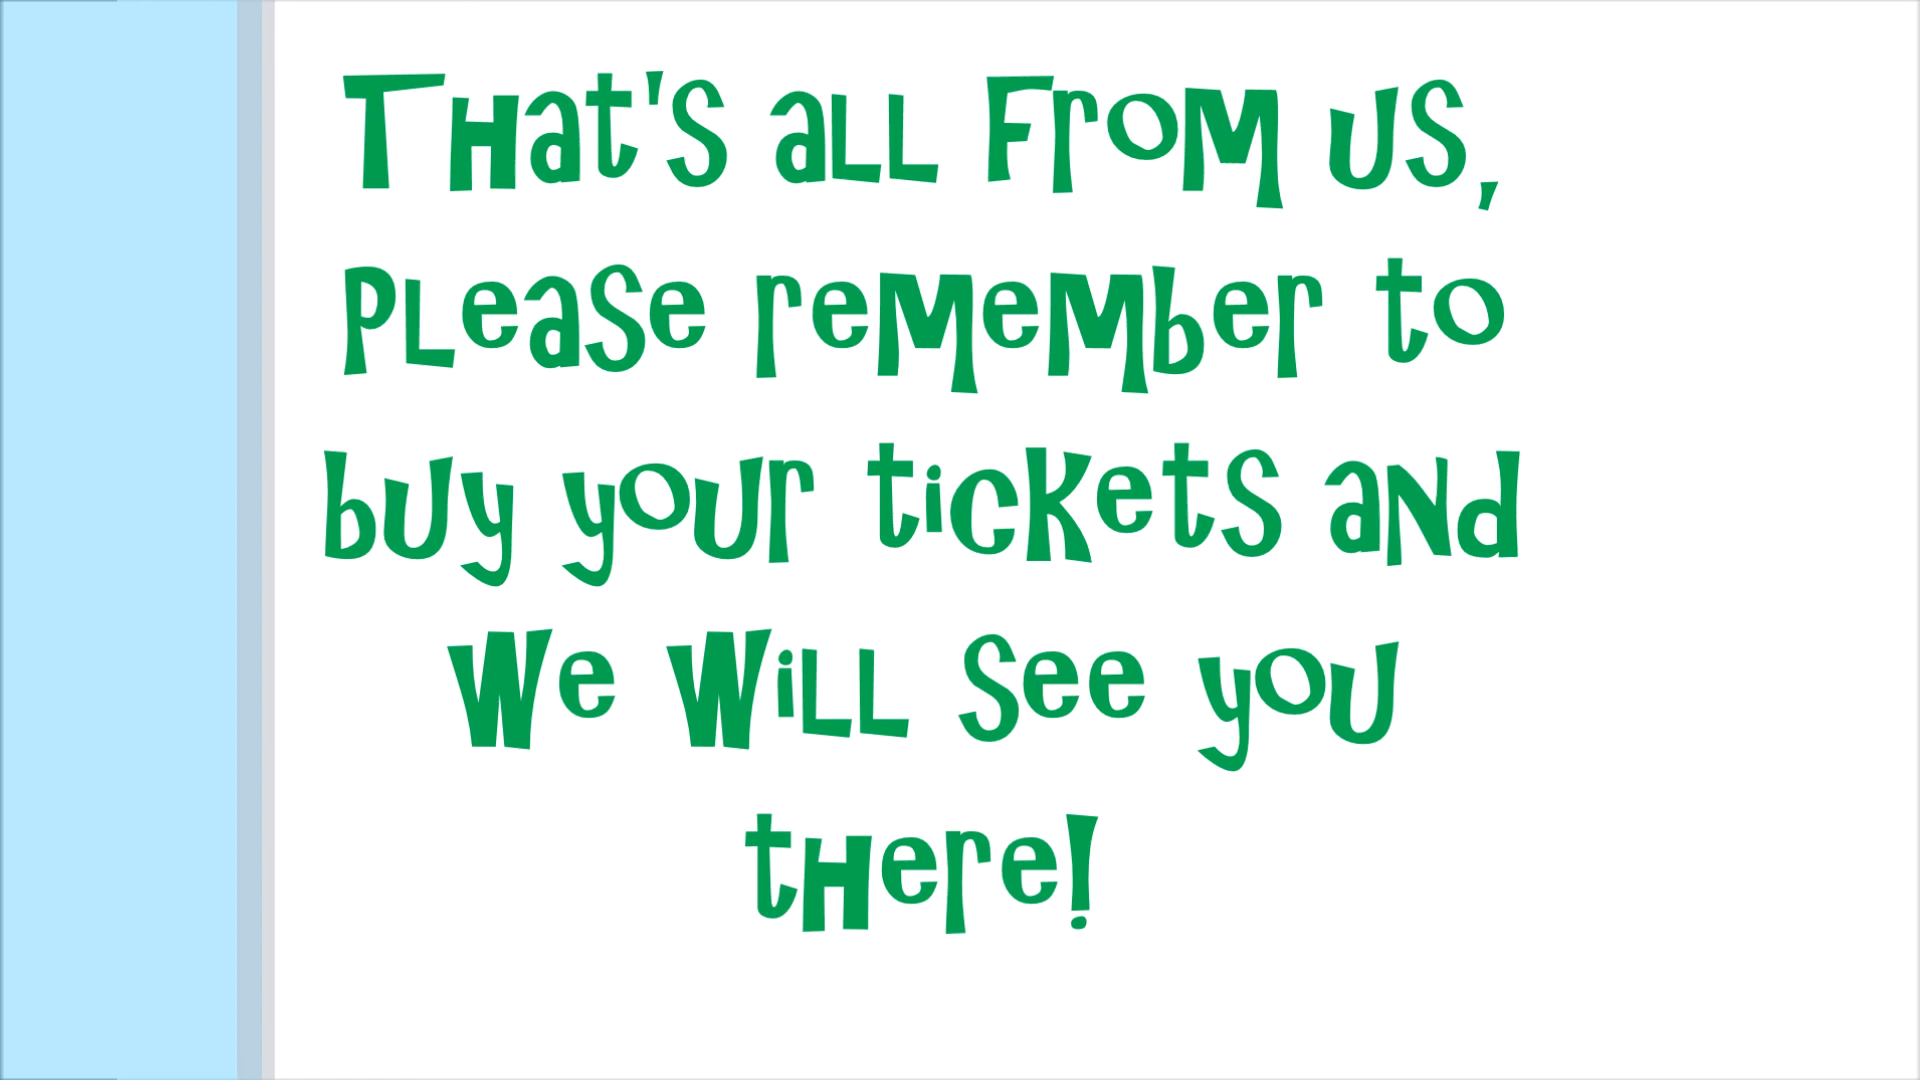 That's all from us,
please remember to
buy your tickets and
we will see you
there!